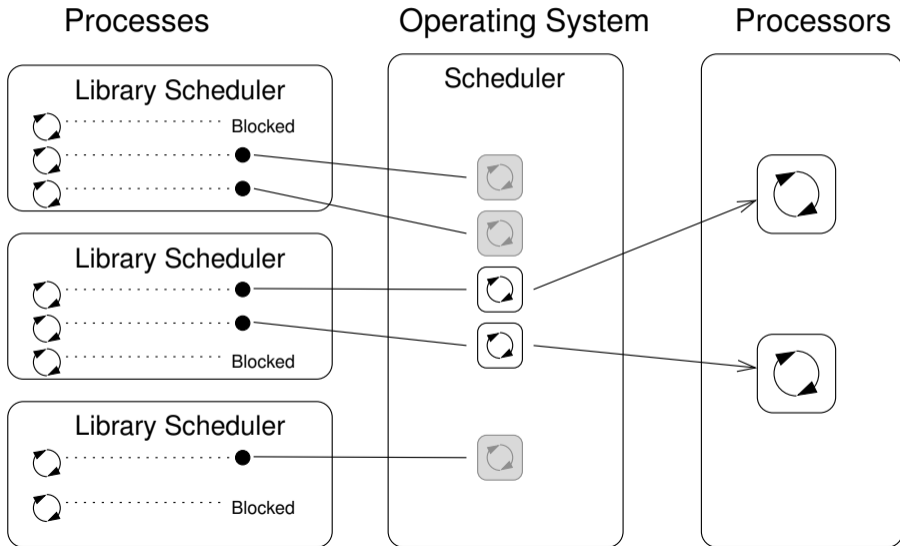 Processes
Operating System
Processors
Library Scheduler
Blocked
Library Scheduler
Blocked
Library Scheduler
Blocked
Scheduler